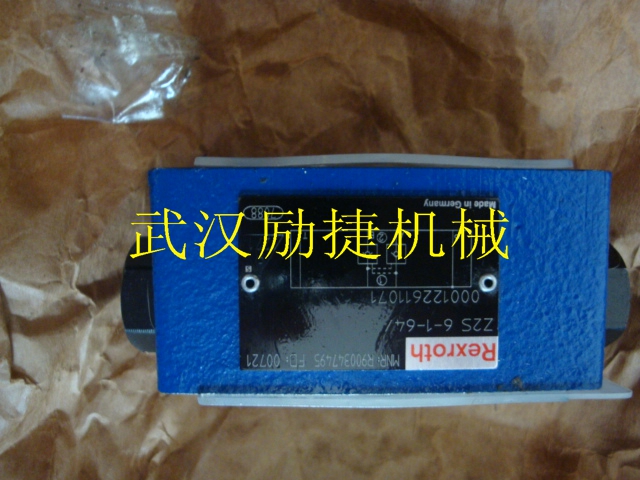 武汉励捷机械
Rexroth
MNR: R900347495 FD: 00721
Z2S 6-1-64/
000122611071
Made in Germany
7088